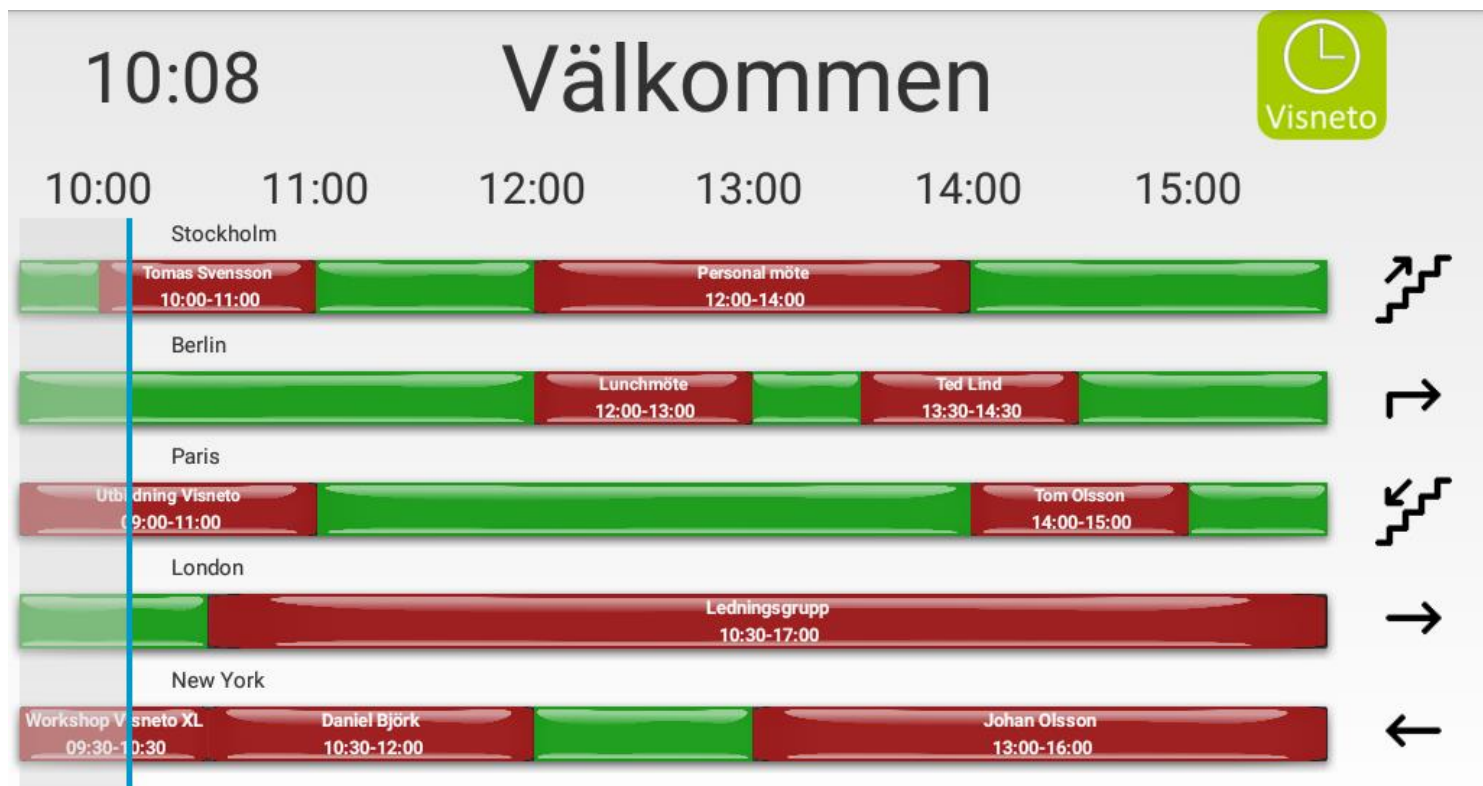 10:08
Välkommen
Visneto
10:00 11:00 12:00 13:00 14:00 15:00
Stockholm
Tomas Svensson
10:00-11:00
Personal möte
12:00-14:00
Berlin
Lunchmöte
12:00-13:00
Ted Lind
13:30-14:30
Paris
Utbildning Visneto
09:00-11:00
Tom Olsson
14:00-15:00
London
Ledningsgrupp
10:30-17:00
New York
Workshop Visneto XL
09:30-10:30
Daniel Björk
10:30-12:00
Johan Olsson
13:00-16:00